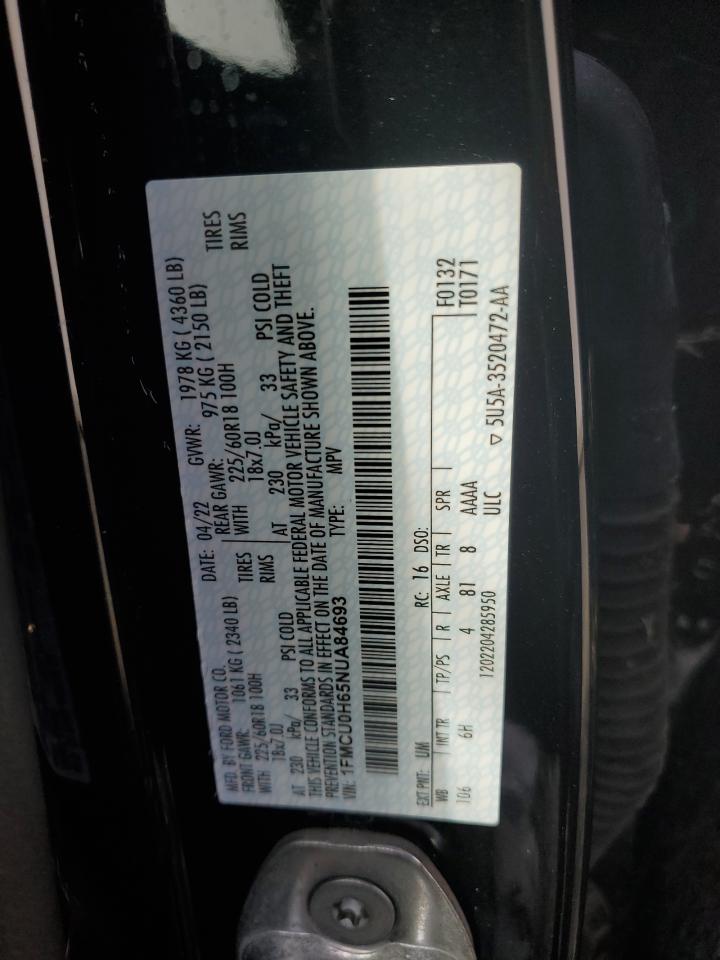 MFD. BY FORD MOTOR CO. DATE: 04/22 GVWR: 1978 KG ( 4360 LB)
FRONT GAWR: 1061 KG ( 2340 LB) REAR GAWR: 975 KG ( 2150 LB)
WITH 225/60R18 100H TIRES WITH 225/60R18 100H TIRES
18x7.0J RIMS 18x7.0J RIMS
AT 230 kPa/ 33 PSI COLD AT 230 kPa/ 33 PSI COLD
THIS VEHICLE CONFORMS TO ALL APPLICABLE FEDERAL MOTOR VEHICLE SAFETY AND THEFT
PREVENTION STANDARDS IN EFFECT ON THE DATE OF MANUFACTURE SHOWN ABOVE.
VIN: 1FMCU0H65NUA84693 TYPE: MPV
EXT PNT: UM RC: 16 DSO:
WB INT TR TP/PS R AXLE TR SPR F0132
106 6H 4 81 8 AAAA T0171
1202204285950 ULC
▽ 5U5A-3520472-AA